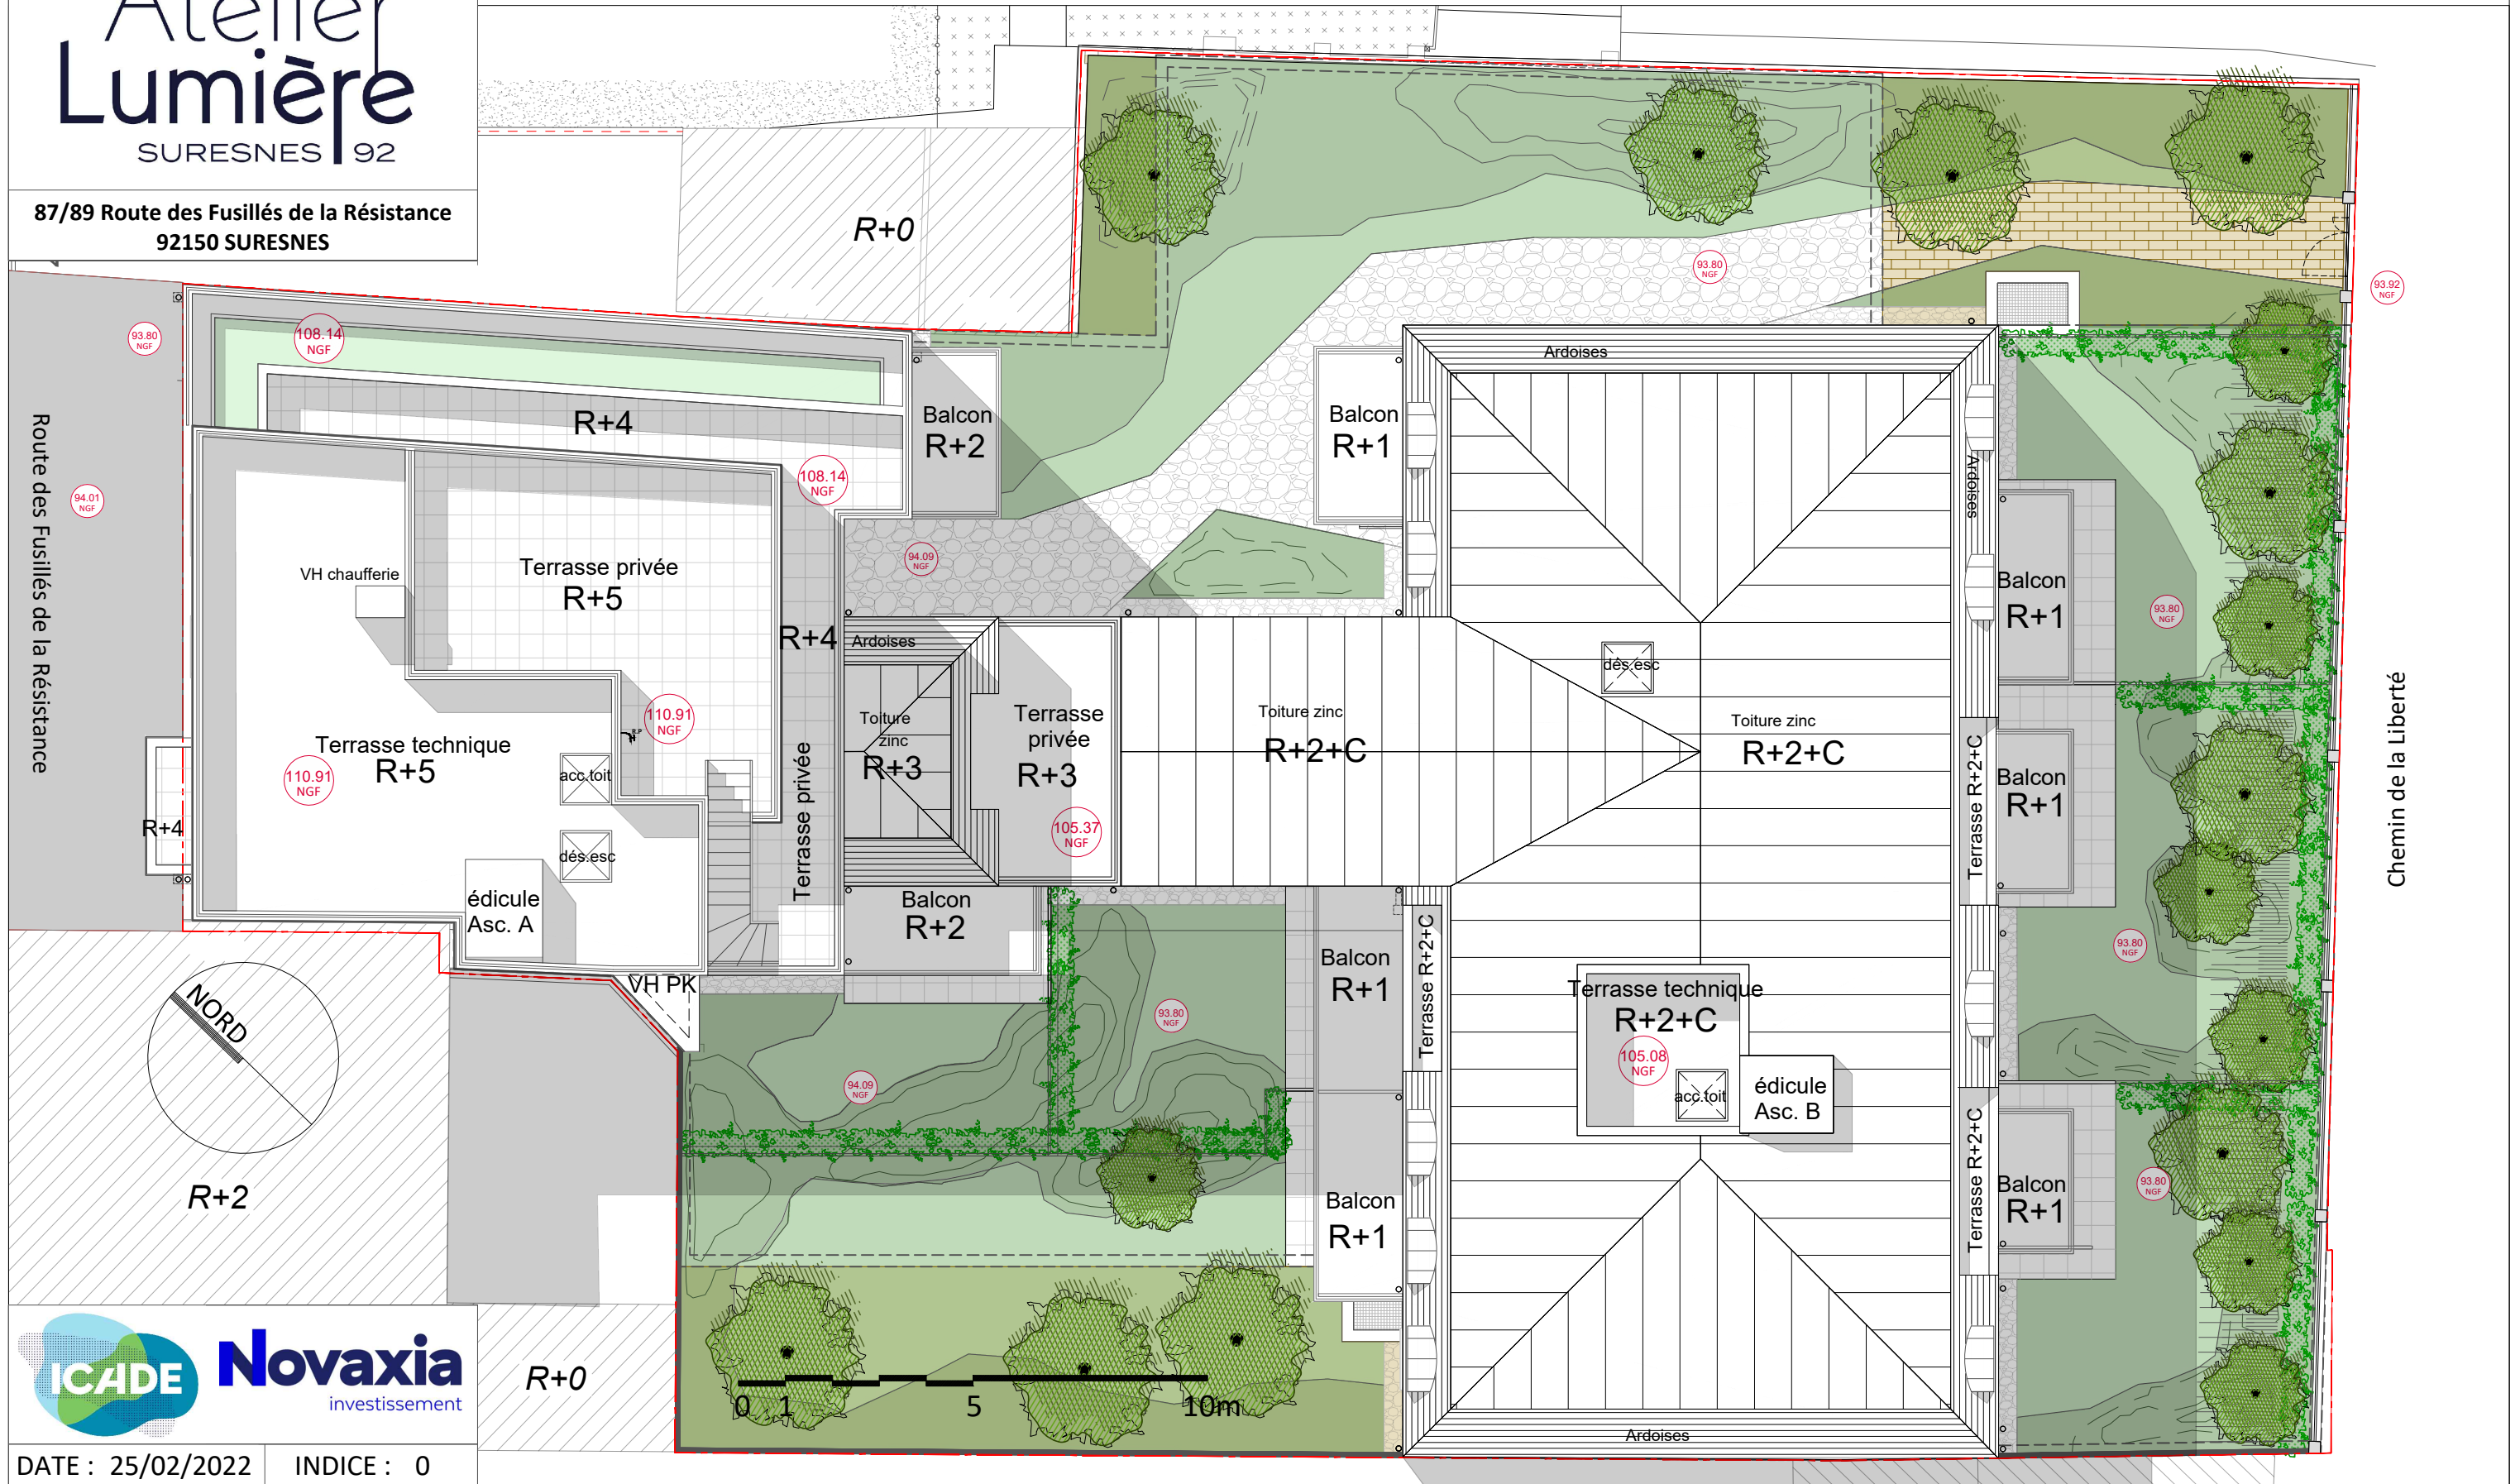 Atelier
Lumière
SURESNES 92
87/89 Route des Fusillés de la Résistance
92150 SURESNES
R+0
93.80
NGF
93.92
NGF
93.80
NGF
108.14
NGF
Ardoises
R+4
Balcon
R+2
Balcon
R+1
108.14
NGF
Ardoises
94.01
NGF
Route des Fusillés de la Résistance
94.09
NGF
VH chaufferie
Terrasse privée
R+5
Balcon
R+1
93.80
NGF
R+4
Ardoises
dés.esc
110.91
NGF
R.P
Toiture
zinc
R+3
Terrasse
privée
R+3
Toiture zinc
R+2+C
Toiture zinc
R+2+C
Terrasse technique
R+5
110.91
NGF
acc.toit
Terrasse privée
105.37
NGF
Terrasse R+2+C
Balcon
R+1
Chemin de la Liberté
R+4
dés.esc
édicule
Asc. A
Balcon
R+2
93.80
NGF
Balcon
R+1
Terrasse R+2+C
VH PK
NORD
93.80
NGF
Terrasse technique
R+2+C
105.08
NGF
acc.toit
édicule
Asc. B
94.09
NGF
Terrasse R+2+C
Balcon
R+1
93.80
NGF
R+2
Balcon
R+1
ICADE
Novaxia
investissement
R+0
0 1 5 10m
Ardoises
DATE : 25/02/2022 INDICE : 0